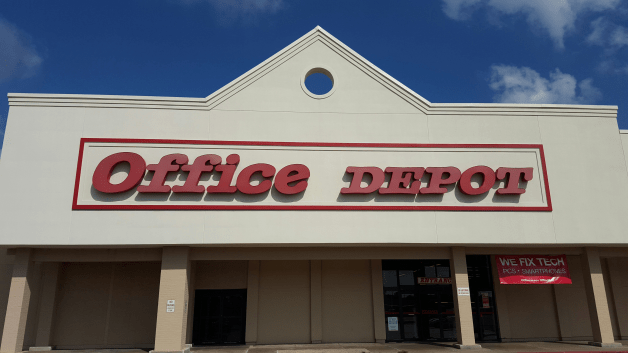 Office DEPOT
WE FIX TECH
PCS + SMARTPHONES